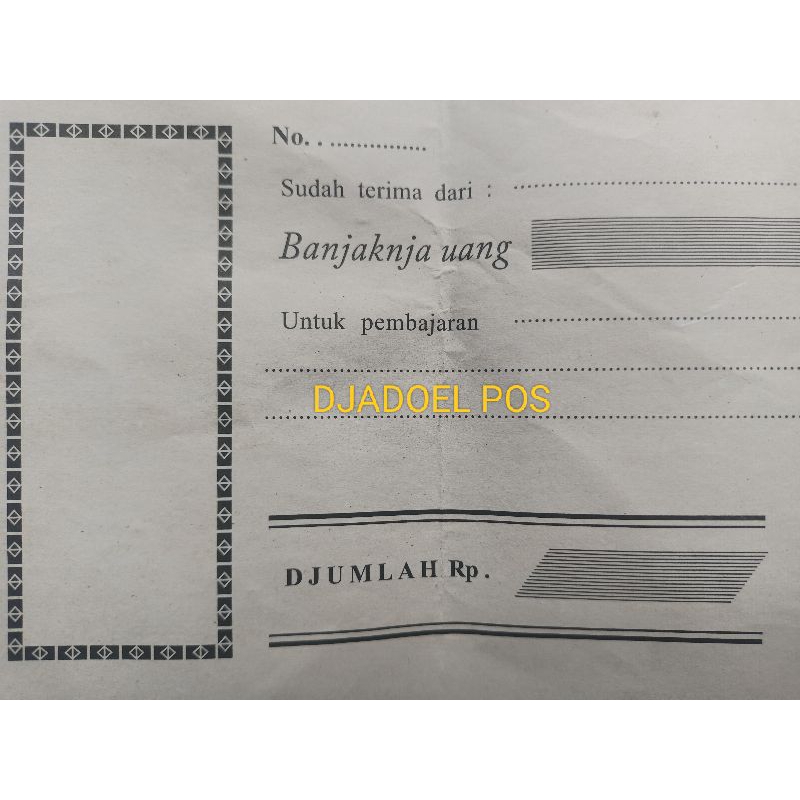 No. . ...............
Sudah terima dari :
Banjaknja uang
Untuk pembajaran
DJADOEL POS
DJUMLAH Rp.